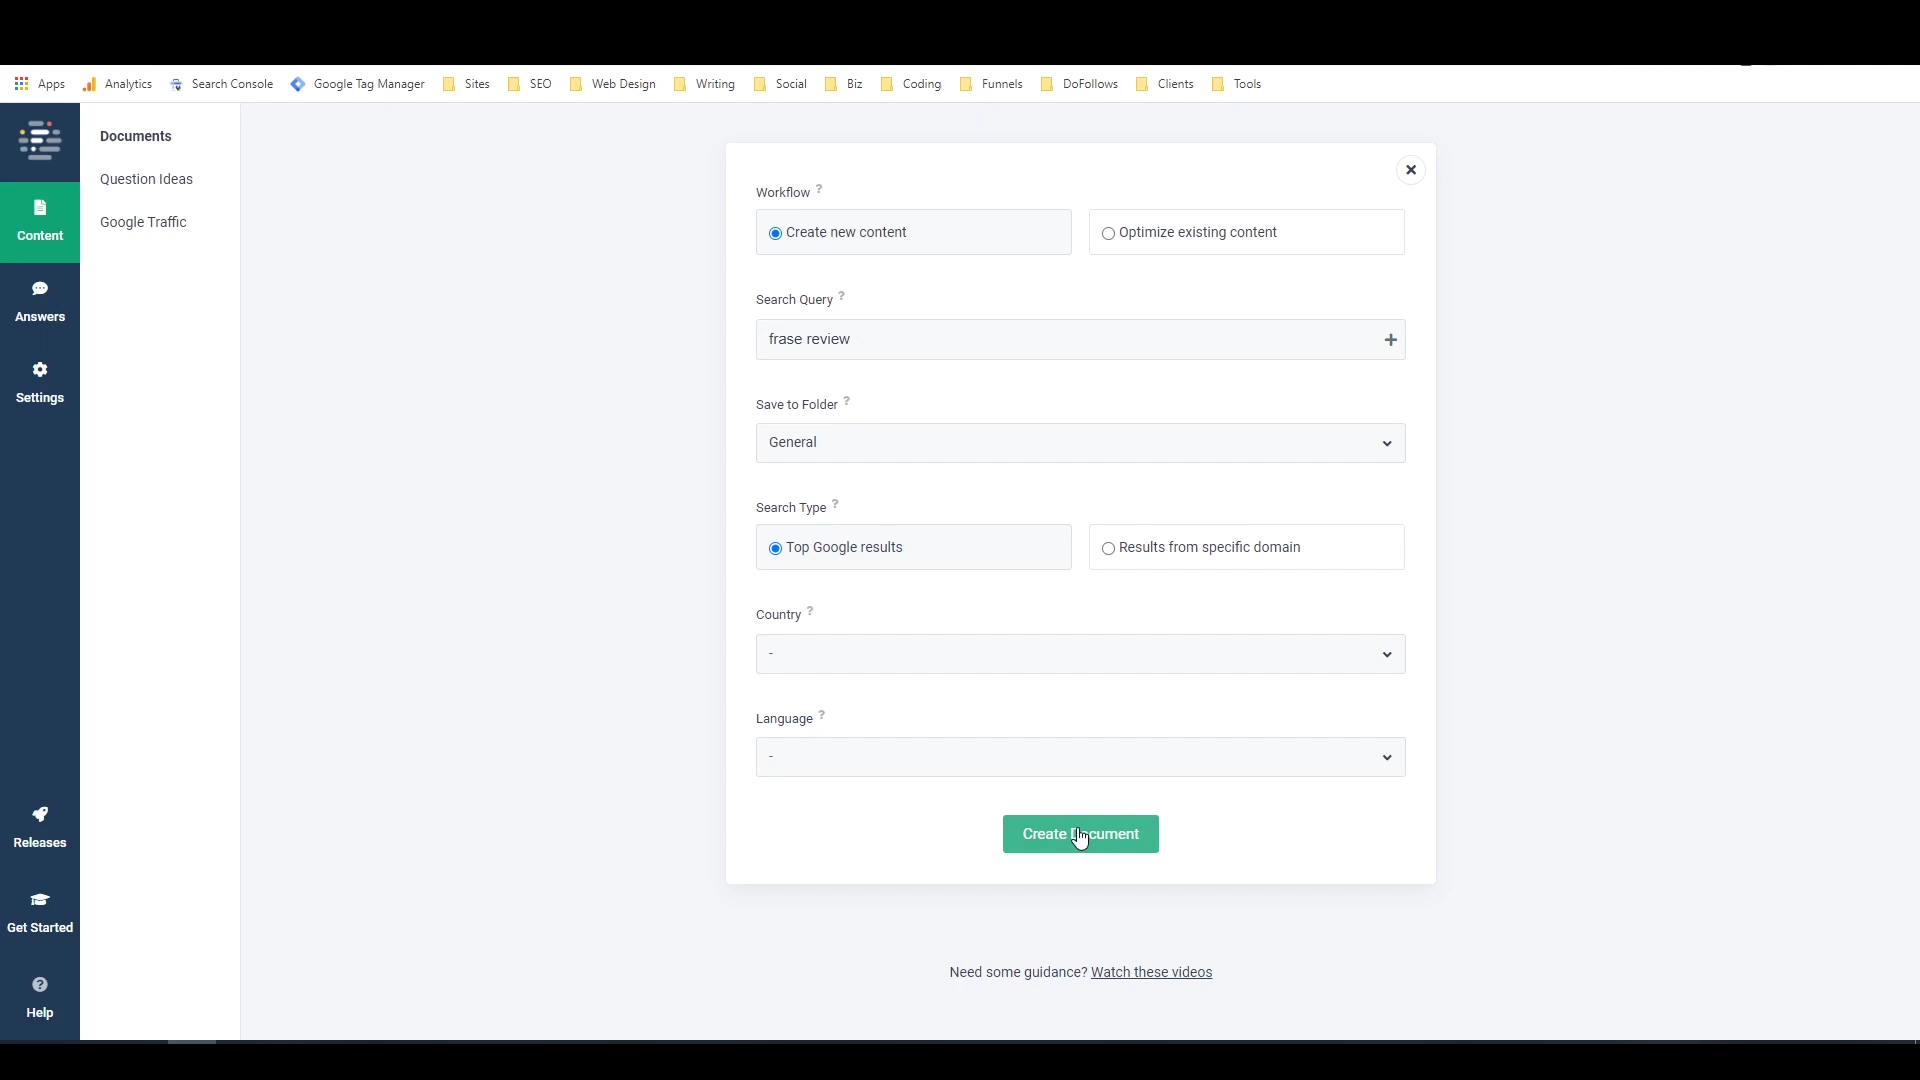 Apps Analytics Search Console Google Tag Manager Sites SEO Web Design Writing Social Biz Coding Funnels DoFollows Clients Tools
Documents
Question Ideas
Google Traffic
Content
Answers
Settings
Releases
Get Started
Help
Workflow ?
Create new content
Optimize existing content
Search Query ?
frase review
Save to Folder ?
General
Search Type ?
Top Google results
Results from specific domain
Country ?
-
Language ?
-
Create Document
Need some guidance? Watch these videos